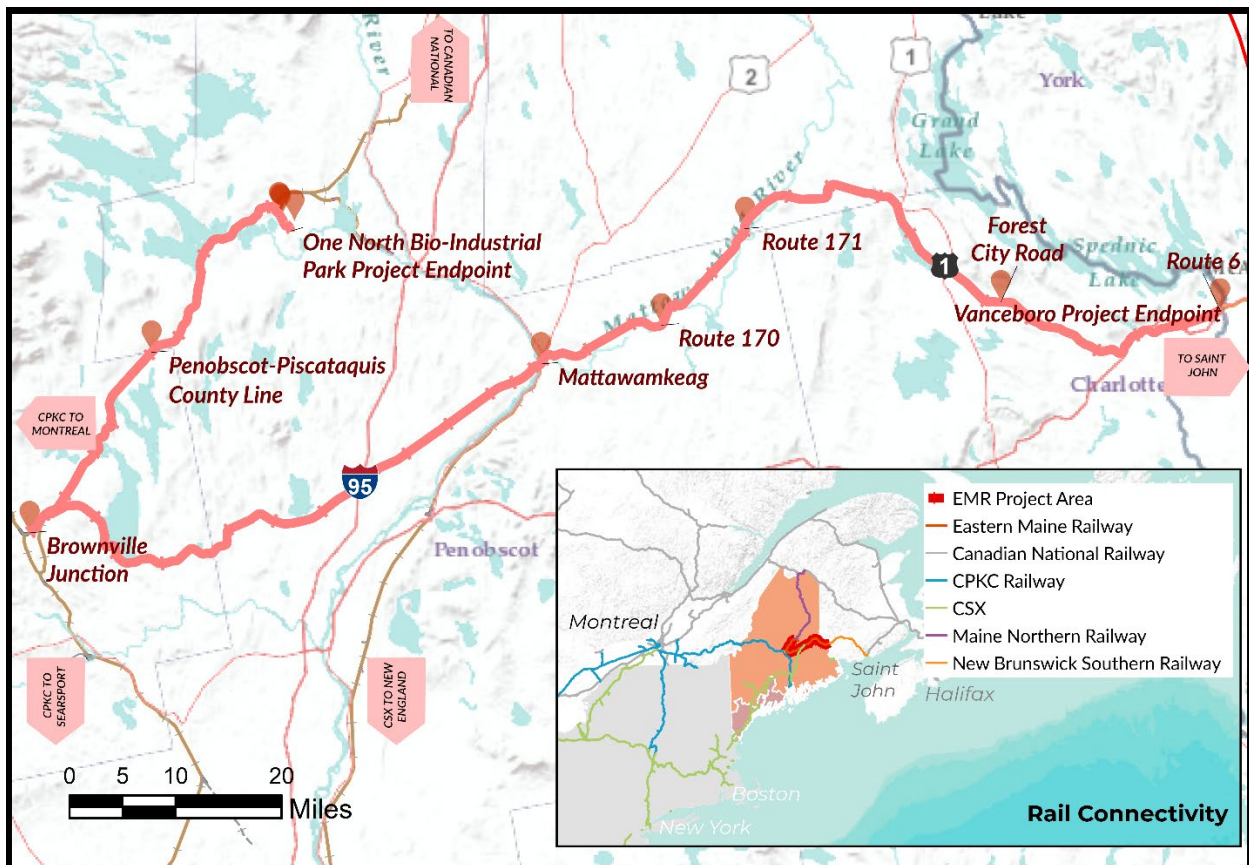 River
TO CANADIAN
NATIONAL
2
1
Lake
York
Grand
Lake
River
One North Bio-Industrial
Park Project Endpoint
Route 171
Forest
City Road
Spednic
Lake
Route 6
1
Vanceboro Project Endpoint
Penobscot-Piscataquis
County Line
Route 170
Mattawamkeag
TO SAINT
JOHN
Charlotte
CPKC TO
MONTREAL
95
Brownville
Junction
Penobscot
CPKC TO
SEARSPORT
CSX TO NEW
ENGLAND
0 5 10 20
Miles
EMR Project Area
Eastern Maine Railway
Canadian National Railway
CPKC Railway
CSX
Maine Northern Railway
New Brunswick Southern Railway
Montreal
Saint
John
Halifax
Boston
New York
Rail Connectivity